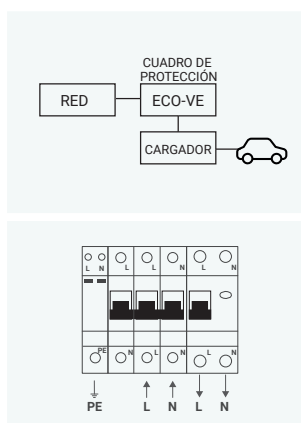 CUADRO DE
PROTECCIÓN
RED
ECO-VE
CARGADOR
L N L L N L N
PE N L N L N
PE L N L N